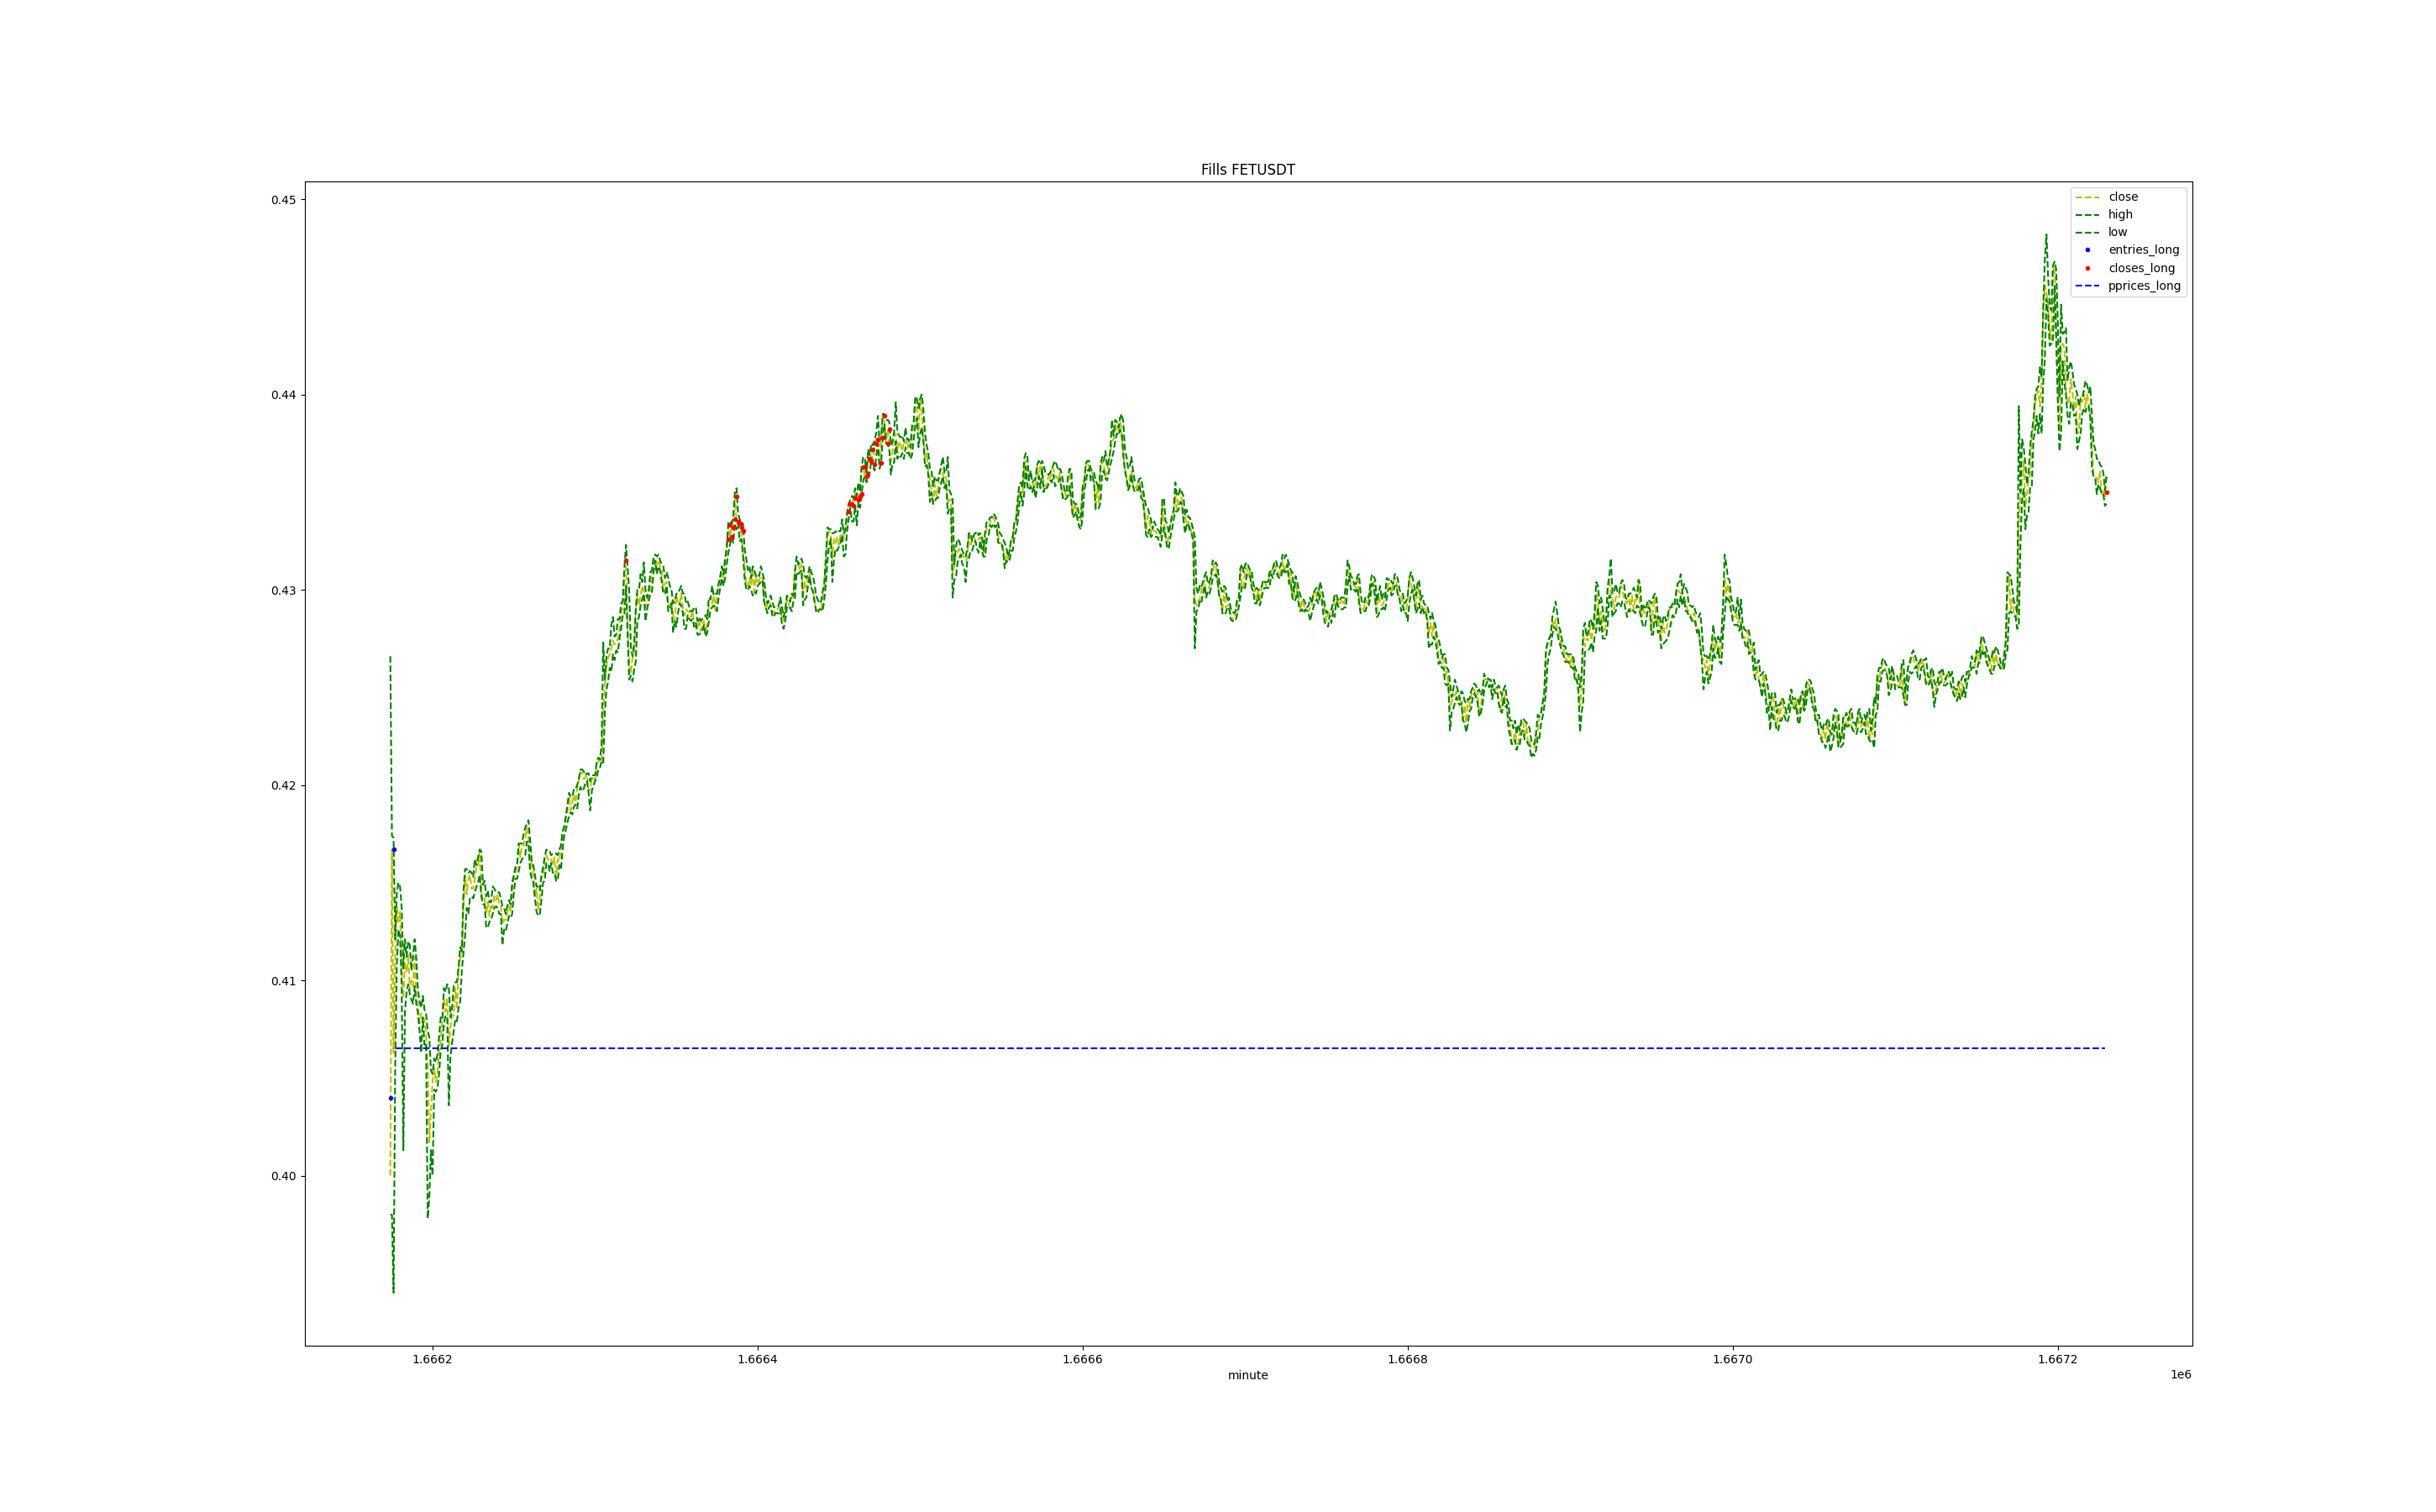 Fills FETUSDT
close
high
low
entries_long
closes_long
pprices_long
0.45
0.44
0.43
0.42
0.41
0.40
1.6662
1.6664
1.6666
1.6668
1.6670
1.6672
minute
1e6